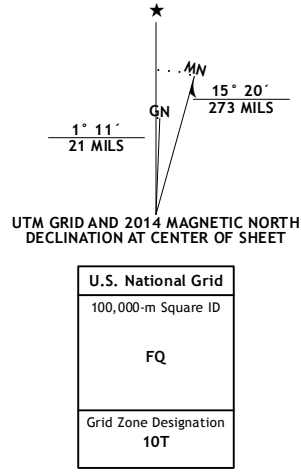 ★
MN
15° 20´
273 MILS
GN
1° 11´
21 MILS
UTM GRID AND 2014 MAGNETIC NORTH
DECLINATION AT CENTER OF SHEET
U.S. National Grid
100,000-m Square ID
FQ
Grid Zone Designation
10T